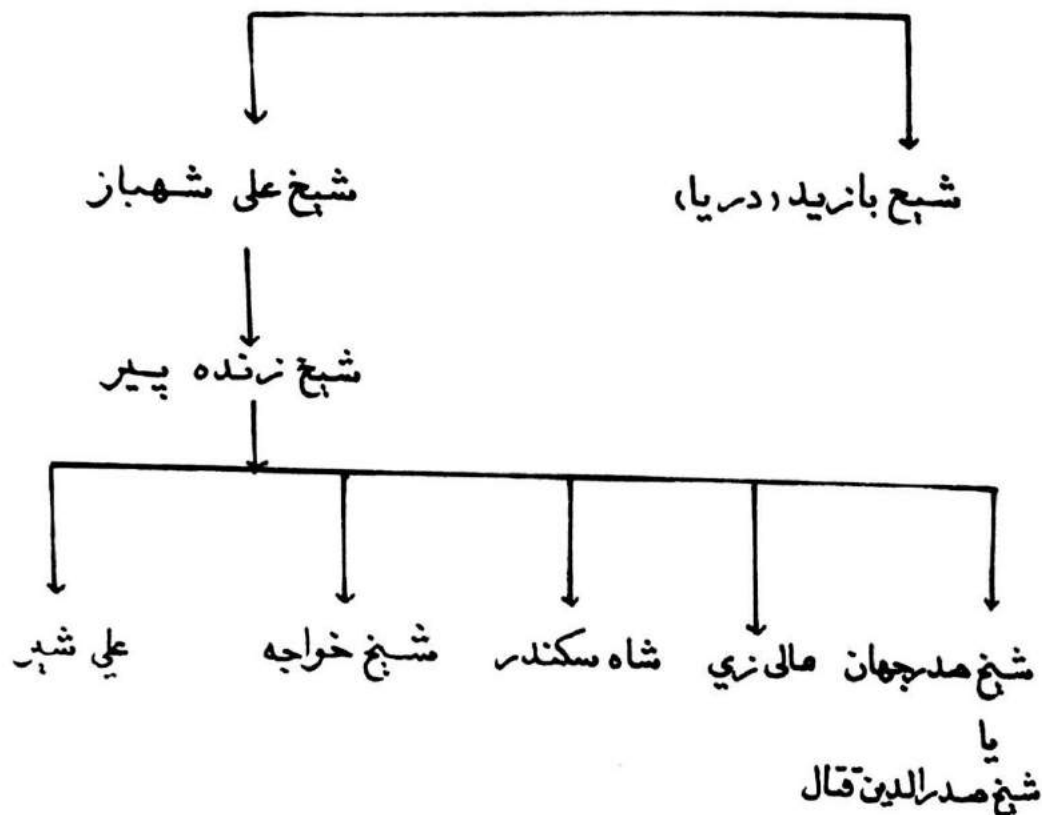 شیخ بازید (دریا) شیخ علی شهباز
شیخ زنده پیر
شیخ صدرجهان مالی زي شاه سکندر شیخ خواجه علي شیر
یا
شیخ صدرالدین قتال